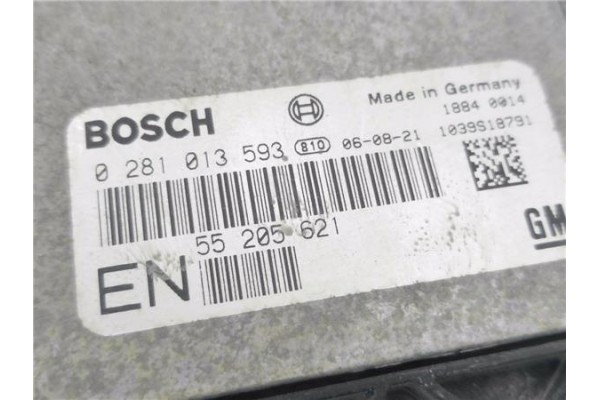 BOSCH
Made in Germany
1884 0014
0 281 013 593 B10 06-08-21 1039S18791
55 205 621
EN
GM